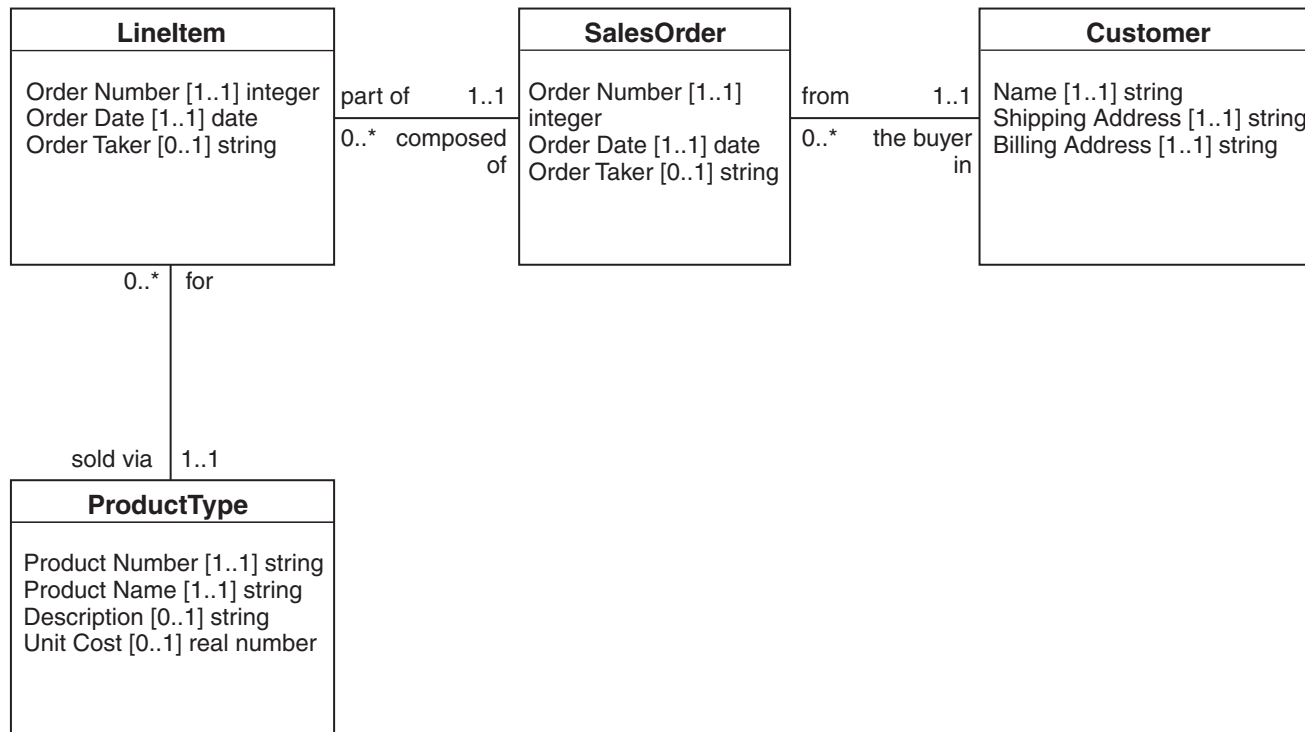 LineItem
Order Number [1..1] integer
Order Date [1..1] date
Order Taker [0..1] string
part of 1..1
0..* composed
of
SalesOrder
Order Number [1..1]
integer
Order Date [1..1] date
Order Taker [0..1] string
from 1..1
0..* the buyer
in
Customer
Name [1..1] string
Shipping Address [1..1] string
Billing Address [1..1] string
0..* for
sold via 1..1
ProductType
Product Number [1..1] string
Product Name [1..1] string
Description [0..1] string
Unit Cost [0..1] real number